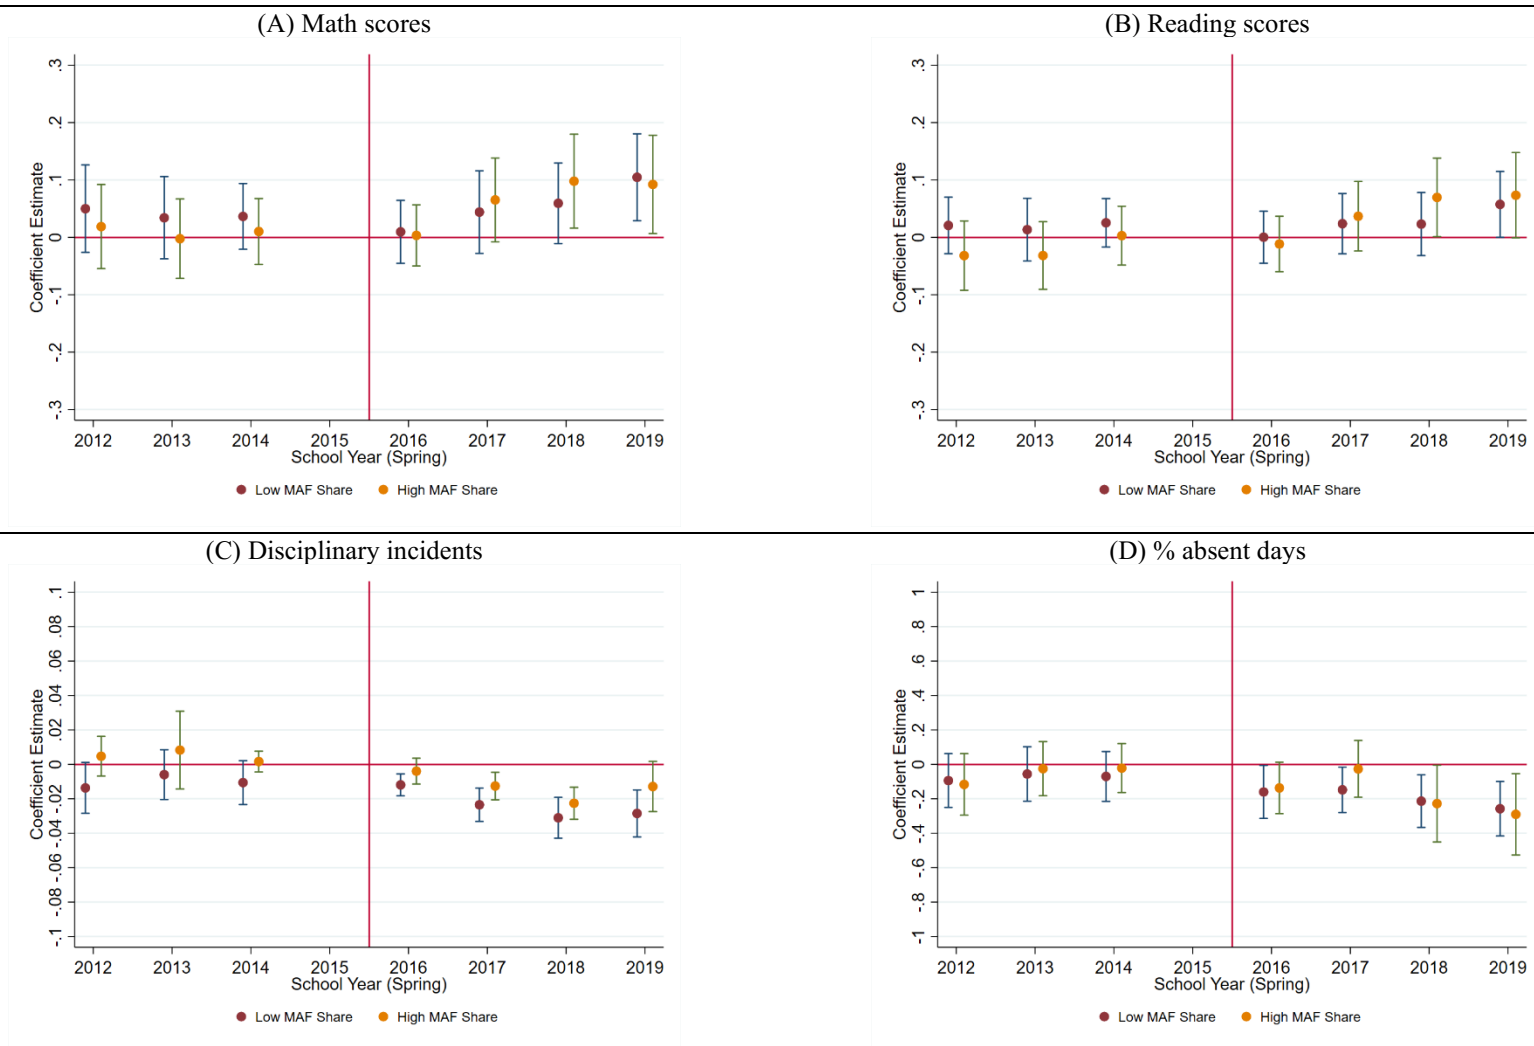 (A) Math scores
(B) Reading scores
Coefficient Estimate
.3
.2
.1
0
-.1
-.2
-.3
2012 2013 2014 2015 2016 2017 2018 2019
School Year (Spring)
Low MAF Share High MAF Share
Coefficient Estimate
.3
.2
.1
0
-.1
-.2
-.3
2012 2013 2014 2015 2016 2017 2018 2019
School Year (Spring)
Low MAF Share High MAF Share
(C) Disciplinary incidents
(D) % absent days
Coefficient Estimate
.1
.08
.06
.04
.02
0
-.02
-.04
-.06
-.08
-.1
2012 2013 2014 2015 2016 2017 2018 2019
School Year (Spring)
Low MAF Share High MAF Share
Coefficient Estimate
1
.8
.6
.4
.2
0
-.2
-.4
-.6
-.8
-1
2012 2013 2014 2015 2016 2017 2018 2019
School Year (Spring)
Low MAF Share High MAF Share